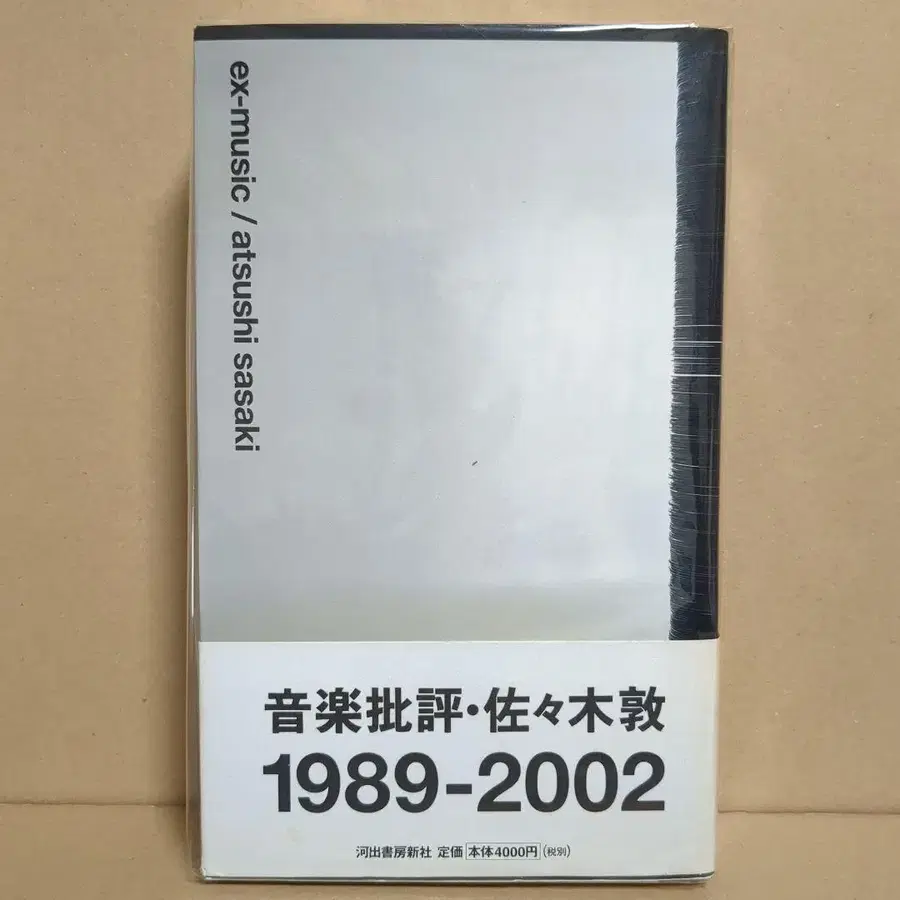 ex-music / atsushi sasaki
音楽批評・佐々木敦
1989-2002
河出書房新社 定価 本体4000円 (税別)